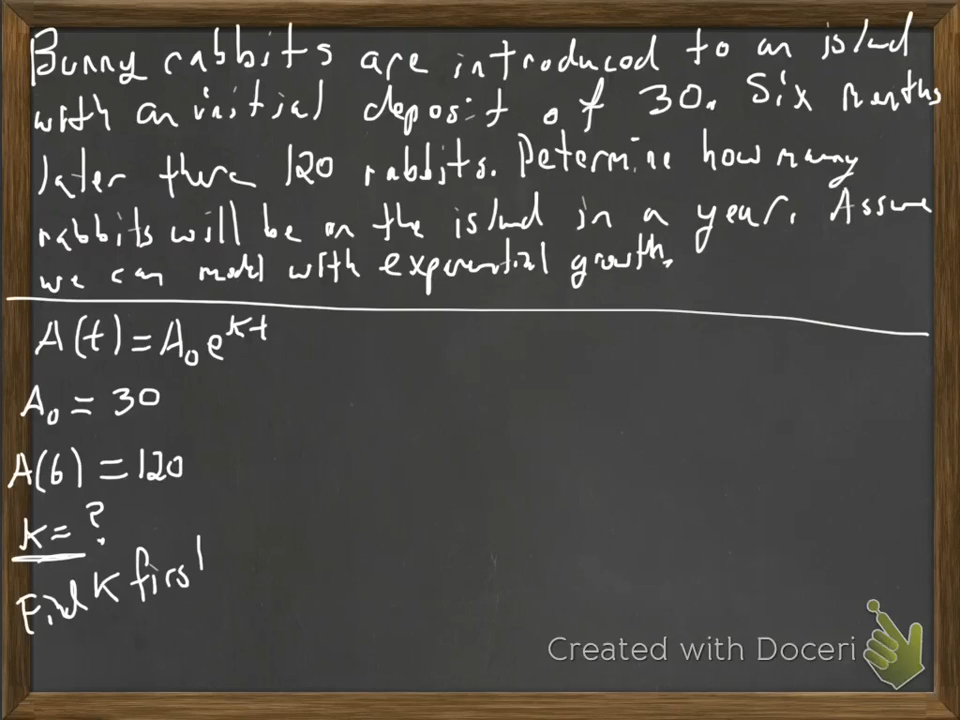 Bunny rabbits are introduced to an island
with an initial deposit of 30. Six months
later there 120 rabbits. Determine how many
rabbits will be on the island in a year. Assume
we can model with exponential growth.
A(t) = A₀e^{kt}
A₀ = 30
A(6) = 120
k = ?
Find k first
Created with Doceri